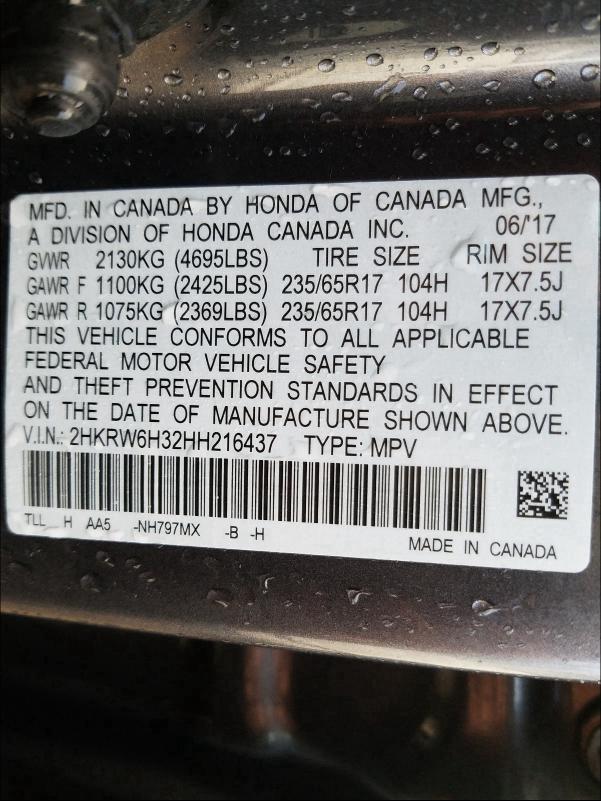 MFD. IN CANADA BY HONDA OF CANADA MFG.,
A DIVISION OF HONDA CANADA INC. 06/'17
GVWR 2130KG (4695LBS) TIRE SIZE RIM SIZE
GAWR F 1100KG (2425LBS) 235/65R17 104H 17X7.5J
GAWR R 1075KG (2369LBS) 235/65R17 104H 17X7.5J
THIS VEHICLE CONFORMS TO ALL APPLICABLE
FEDERAL MOTOR VEHICLE SAFETY
AND THEFT PREVENTION STANDARDS IN EFFECT
ON THE DATE OF MANUFACTURE SHOWN ABOVE.
V.I.N.: 2HKRW6H32HH216437 TYPE: MPV
TLL H AA5 -NH797MX -B -H
MADE IN CANADA